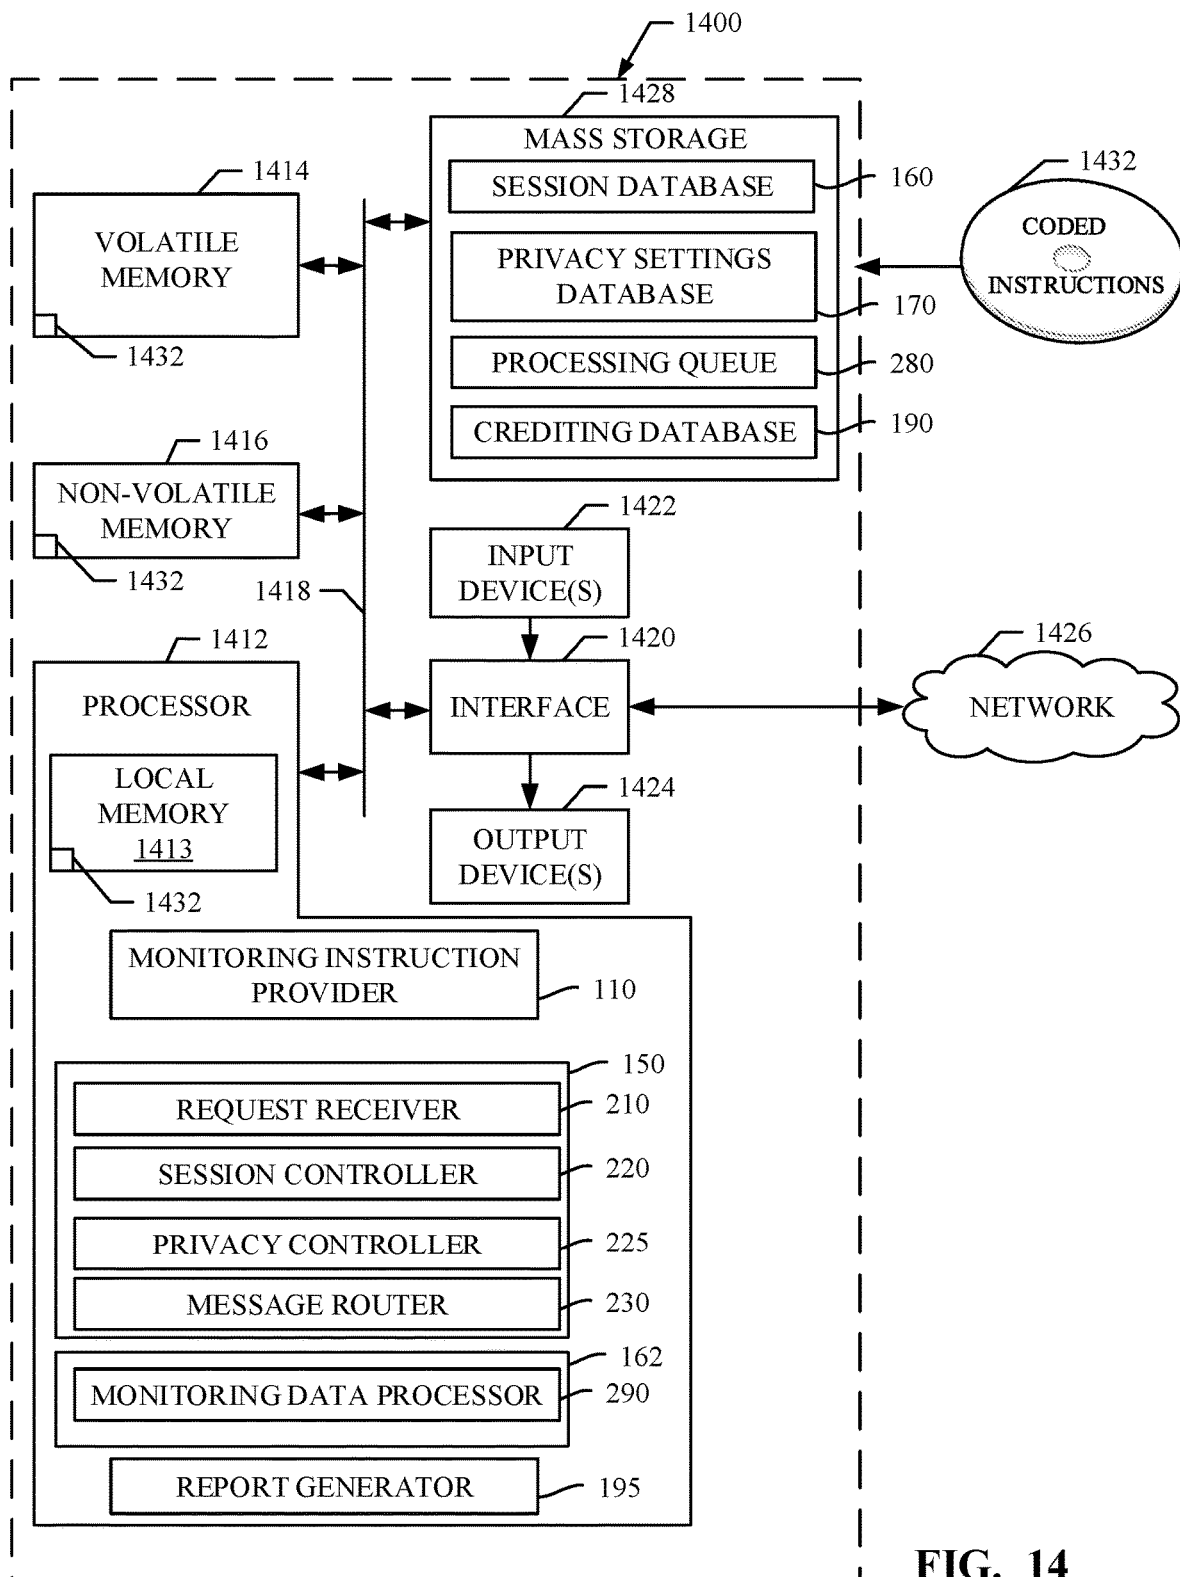 1400
1428
MASS STORAGE
SESSION DATABASE
160
PRIVACY SETTINGS
DATABASE
170
PROCESSING QUEUE
280
CREDITING DATABASE
190
1432
CODED
INSTRUCTIONS
1414
VOLATILE
MEMORY
1432
1416
NON-VOLATILE
MEMORY
1432
1418
1422
INPUT
DEVICE(S)
1420
INTERFACE
1426
NETWORK
1424
OUTPUT
DEVICE(S)
1412
PROCESSOR
LOCAL
MEMORY
1413
1432
MONITORING INSTRUCTION
PROVIDER
110
150
REQUEST RECEIVER
210
SESSION CONTROLLER
220
PRIVACY CONTROLLER
225
MESSAGE ROUTER
230
162
MONITORING DATA PROCESSOR
290
REPORT GENERATOR
195
FIG. 14